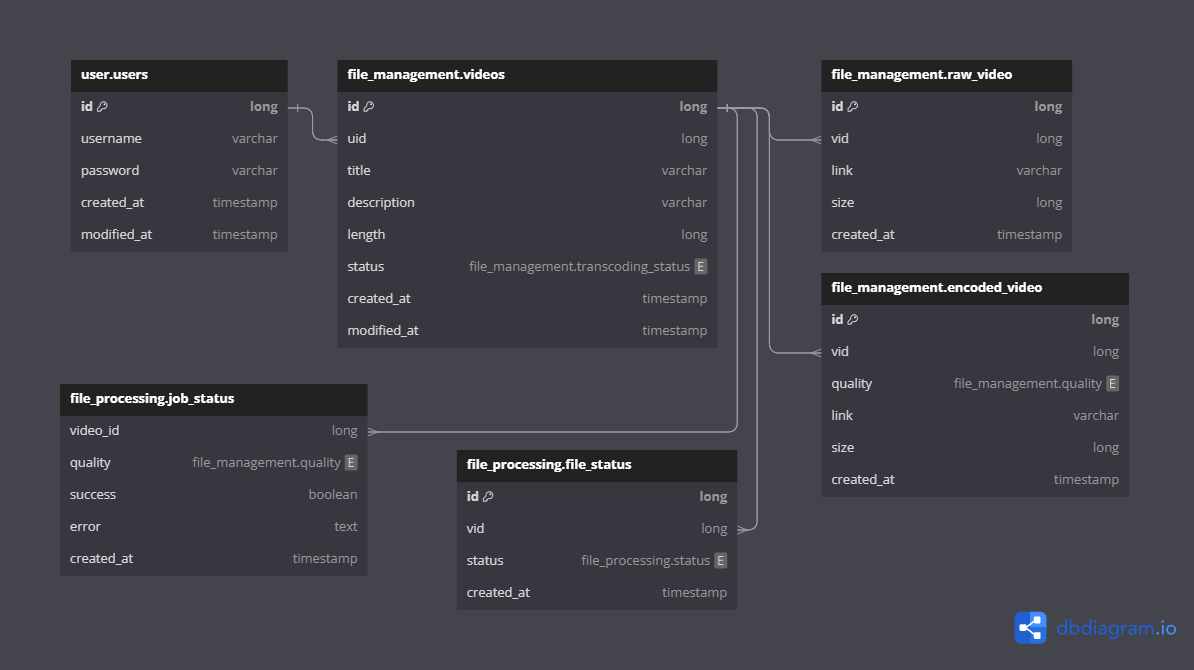 user.users
id long
username varchar
password varchar
created_at timestamp
modified_at timestamp
file_management.videos
id long
uid long
title varchar
description varchar
length long
status file_management.transcoding_status E
created_at timestamp
modified_at timestamp
file_management.raw_video
id long
vid long
link varchar
size long
created_at timestamp
file_management.encoded_video
id long
vid long
quality file_management.quality E
link varchar
size long
created_at timestamp
file_processing.job_status
video_id long
quality file_management.quality E
success boolean
error text
created_at timestamp
file_processing.file_status
id long
vid long
status file_processing.status E
created_at timestamp
dbdiagram.io